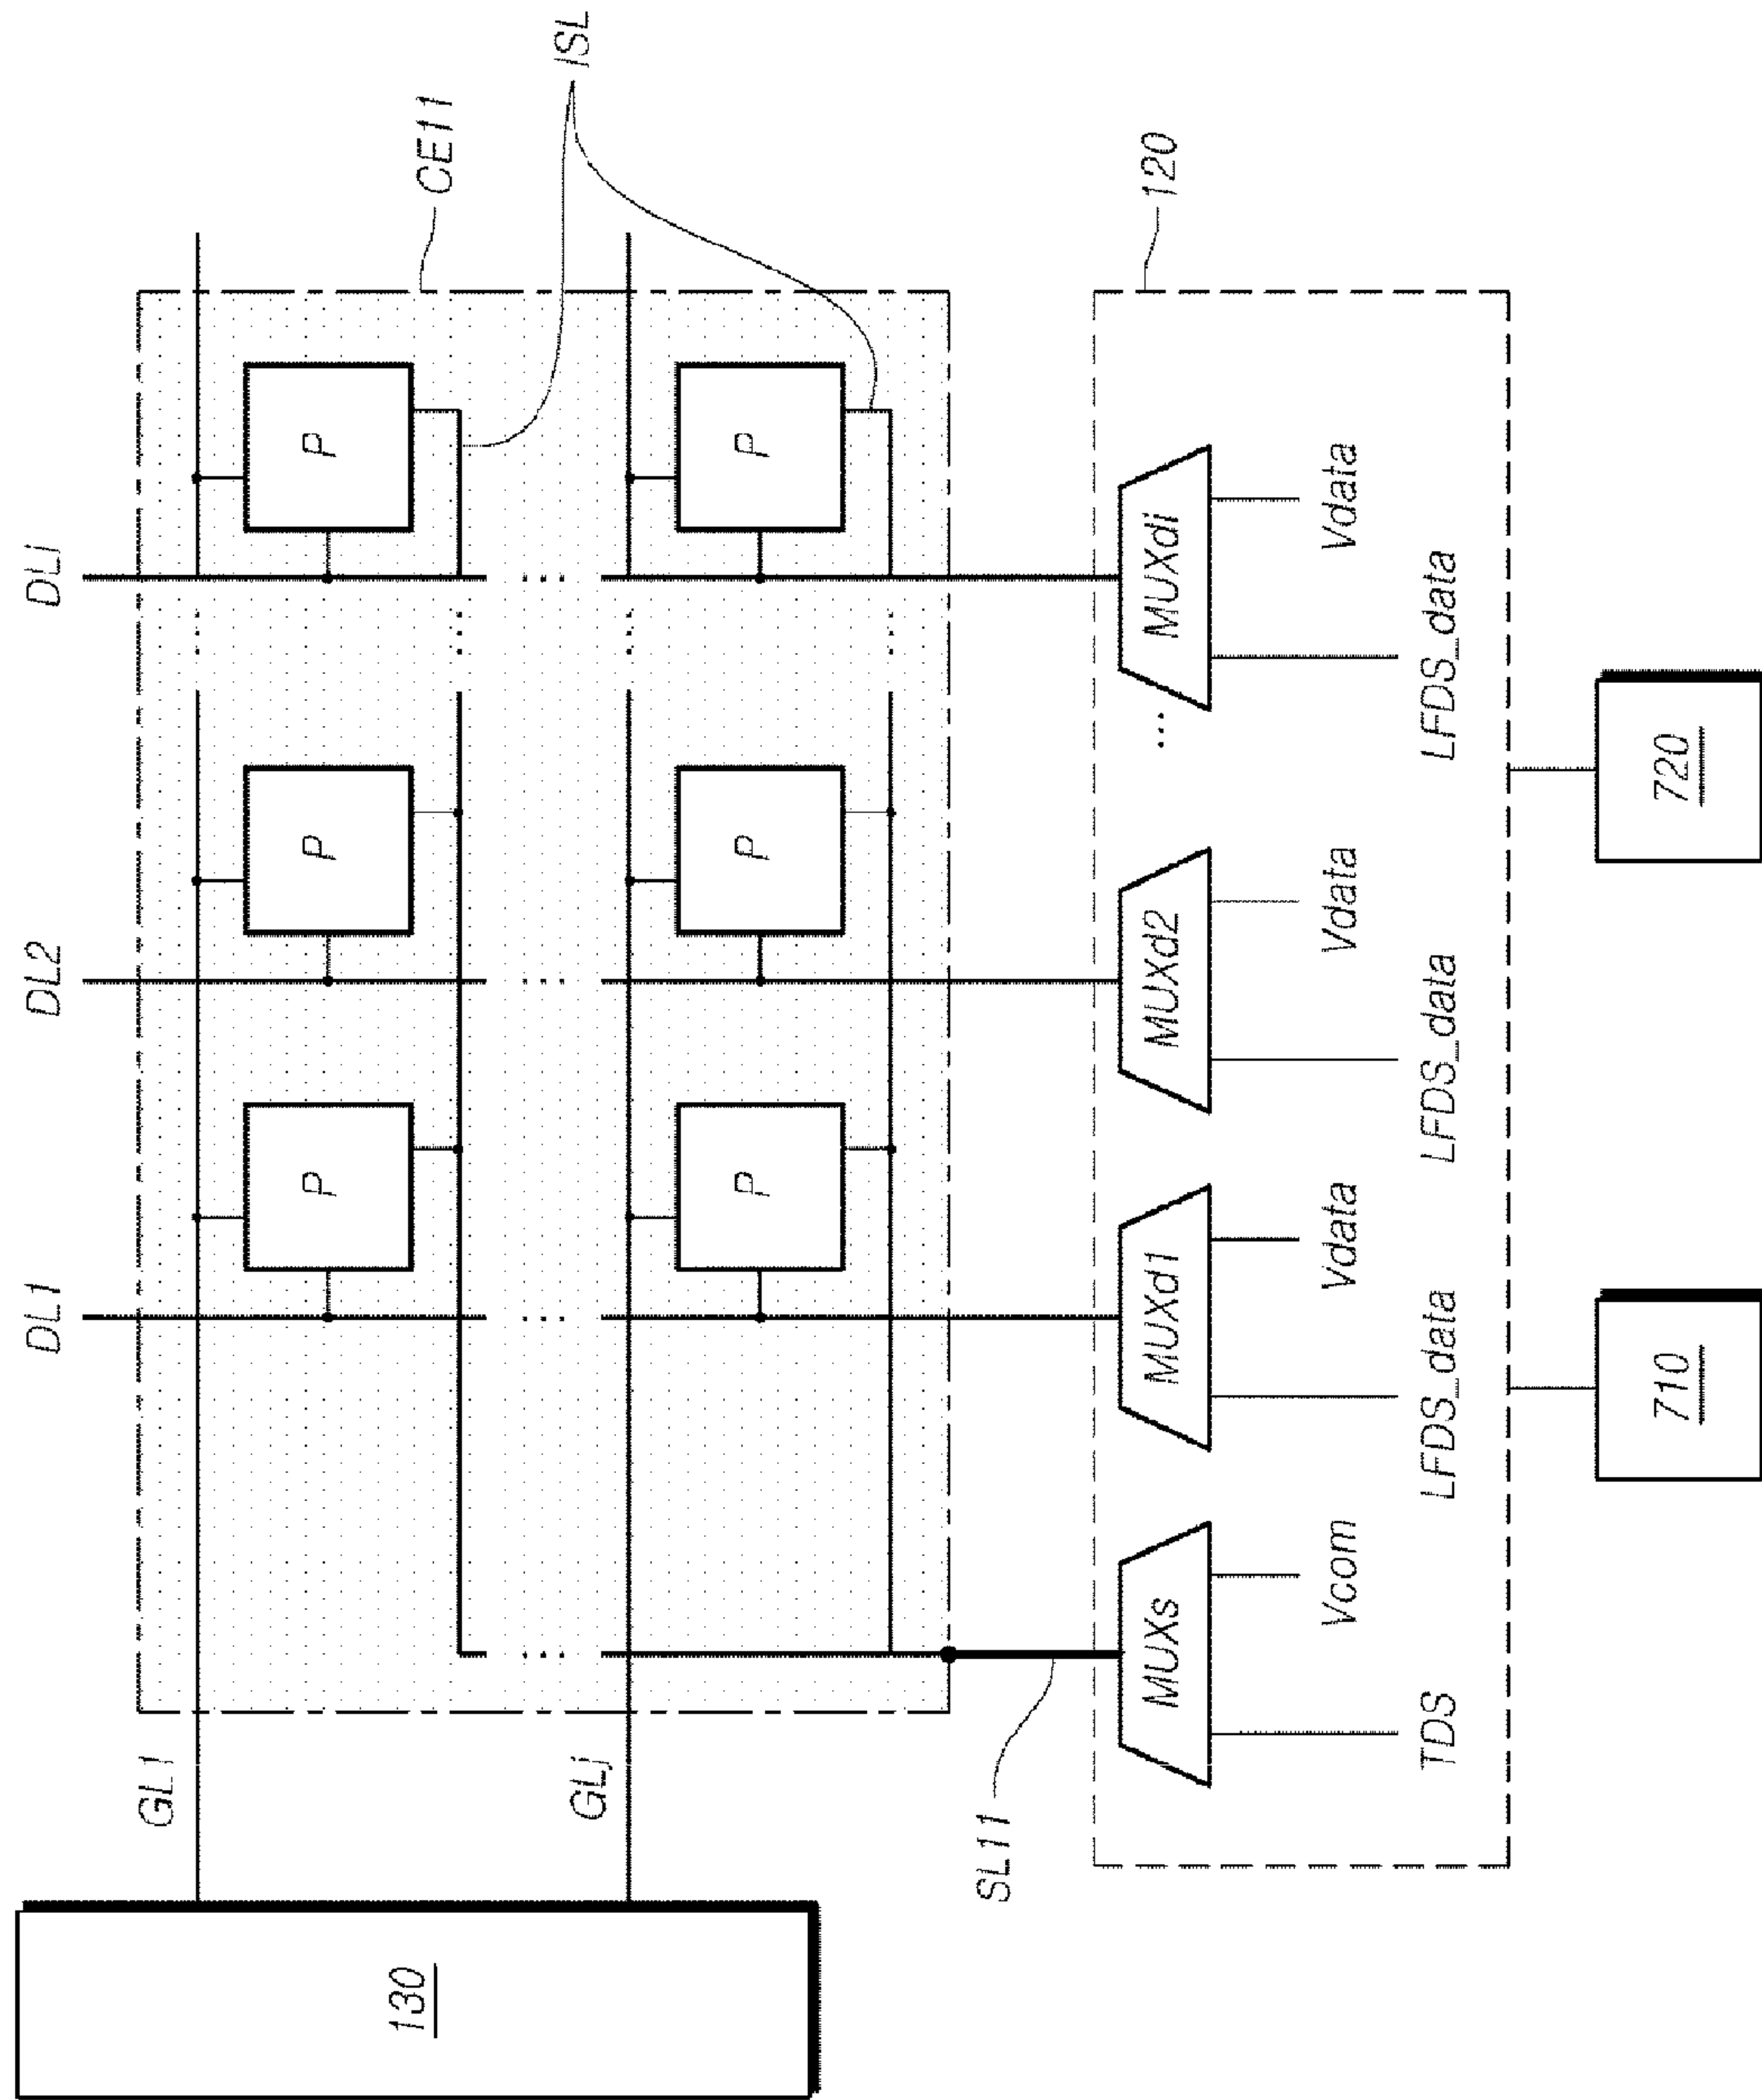 DL1
DL2
DLi
ISL
CE11
GL1
P
P
P
GLj
P
P
P
130
SL11
120
MUXs
MUXd1
MUXd2
...
MUXdi
Vcom
Vdata
Vdata
Vdata
TDS
LFDS_data
LFDS_data
LFDS_data
710
720